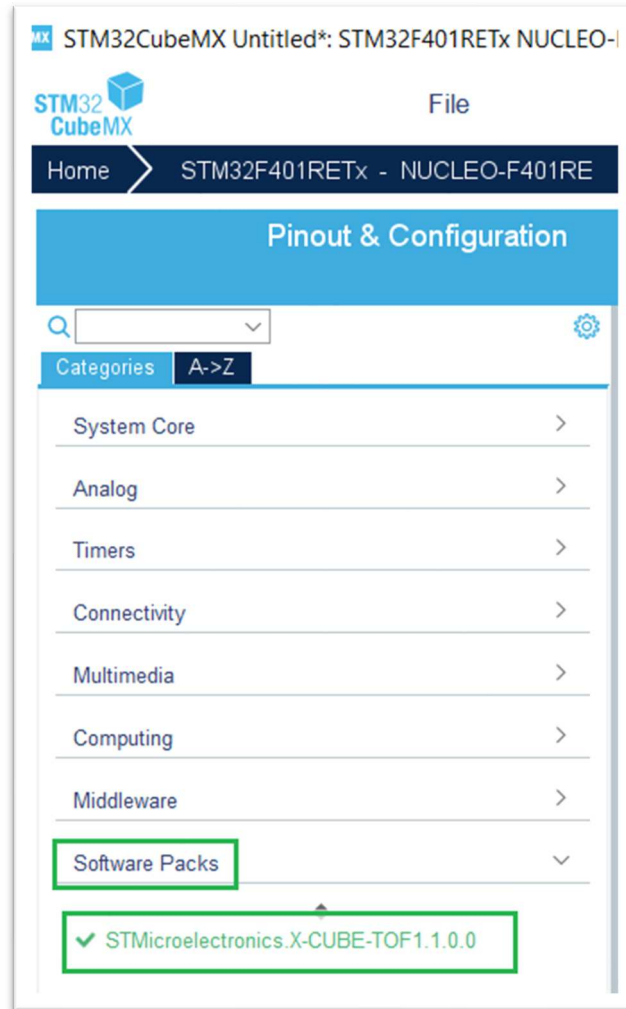 MX STM32CubeMX Untitled*: STM32F401RETx NUCLEO-
STM32
CubeMX
File
Home STM32F401RETx - NUCLEO-F401RE
Pinout & Configuration
Categories A->Z
System Core
Analog
Timers
Connectivity
Multimedia
Computing
Middleware
Software Packs
STMicroelectronics.X-CUBE-TOF1.1.0.0